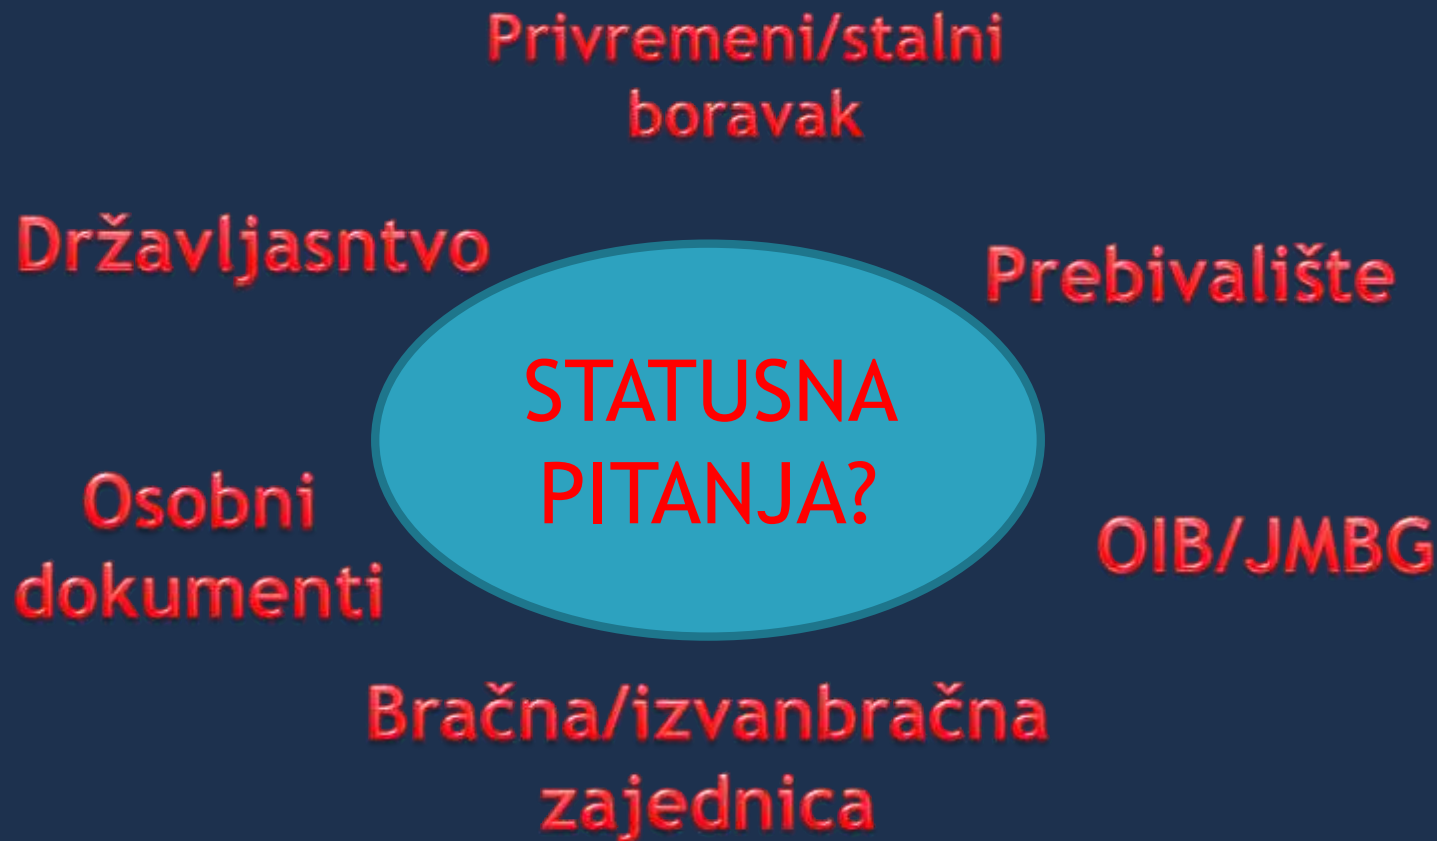 Privremeni/stalni
boravak
Državljasntvo
Prebivalište
STATUSNA
PITANJA?
Osobni
dokumenti
OIB/JMBG
Bračna/izvanbračna
zajednica